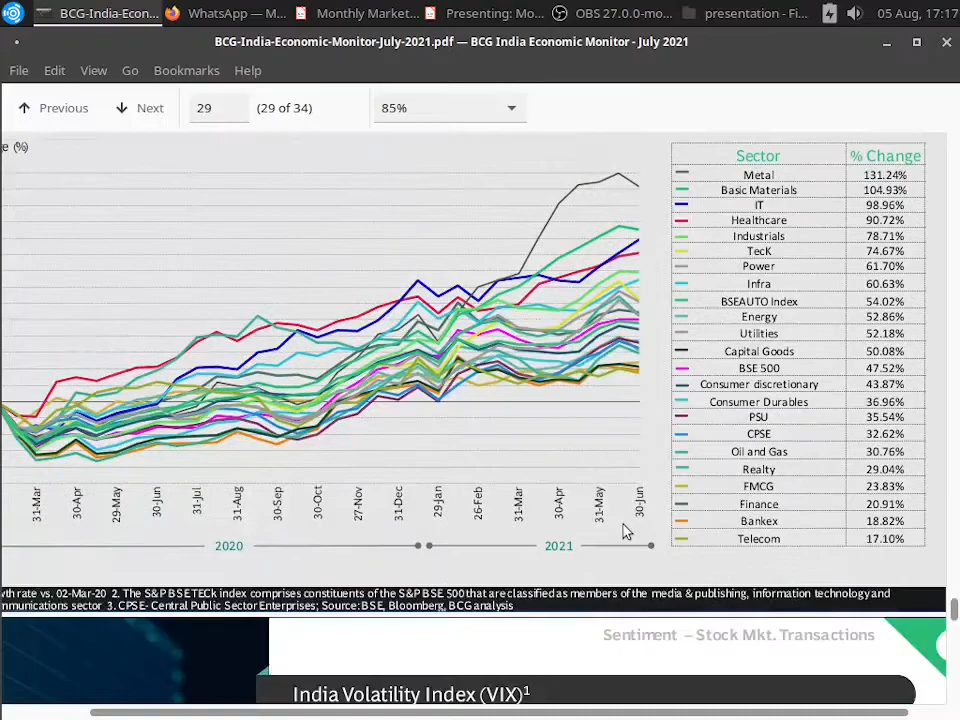 BCG-India-Econ... WhatsApp — M... Monthly Market... Presenting: Mo... OBS 27.0.0-mo... presentation - Fi... 05 Aug, 17:17
BCG-India-Economic-Monitor-July-2021.pdf — BCG India Economic Monitor - July 2021
File Edit View Go Bookmarks Help
Previous Next 29 (29 of 34) 85%
e (%)
Sector % Change
Metal 131.24%
Basic Materials 104.93%
IT 98.96%
Healthcare 90.72%
Industrials 78.71%
TecK 74.67%
Power 61.70%
Infra 60.63%
BSEAUTO Index 54.02%
Energy 52.86%
Utilities 52.18%
Capital Goods 50.08%
BSE 500 47.52%
Consumer discretionary 43.87%
Consumer Durables 36.96%
PSU 35.54%
CPSE 32.62%
Oil and Gas 30.76%
Realty 29.04%
FMCG 23.83%
Finance 20.91%
Bankex 18.82%
Telecom 17.10%
31-Mar 30-Apr 29-May 30-Jun 31-Jul 31-Aug 30-Sep 30-Oct 27-Nov 31-Dec 29-Jan 26-Feb 31-Mar 30-Apr 31-May 30-Jun
2020 2021
wth rate vs. 02-Mar-20 2. The S&P BSE TECk index comprises constituents of the S&P BSE 500 that are classified as members of the media & publishing, information technology and
mmunications sector 3. CPSE- Central Public Sector Enterprises; Source: BSE, Bloomberg, BCG analysis
Sentiment – Stock Mkt. Transactions
India Volatility Index (VIX)¹